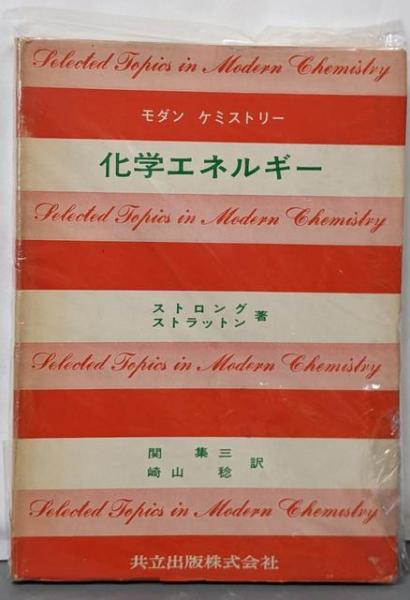 Selected Topics in Modern Chemistry
モダン ケミストリー
化学エネルギー
Selected Topics in Modern Chemistry
ストロング
ストラットン 著
Selected Topics in Modern Chemistry
関 集三
崎山 稔 訳
Selected Topics in Modern Chemistry
共立出版株式会社